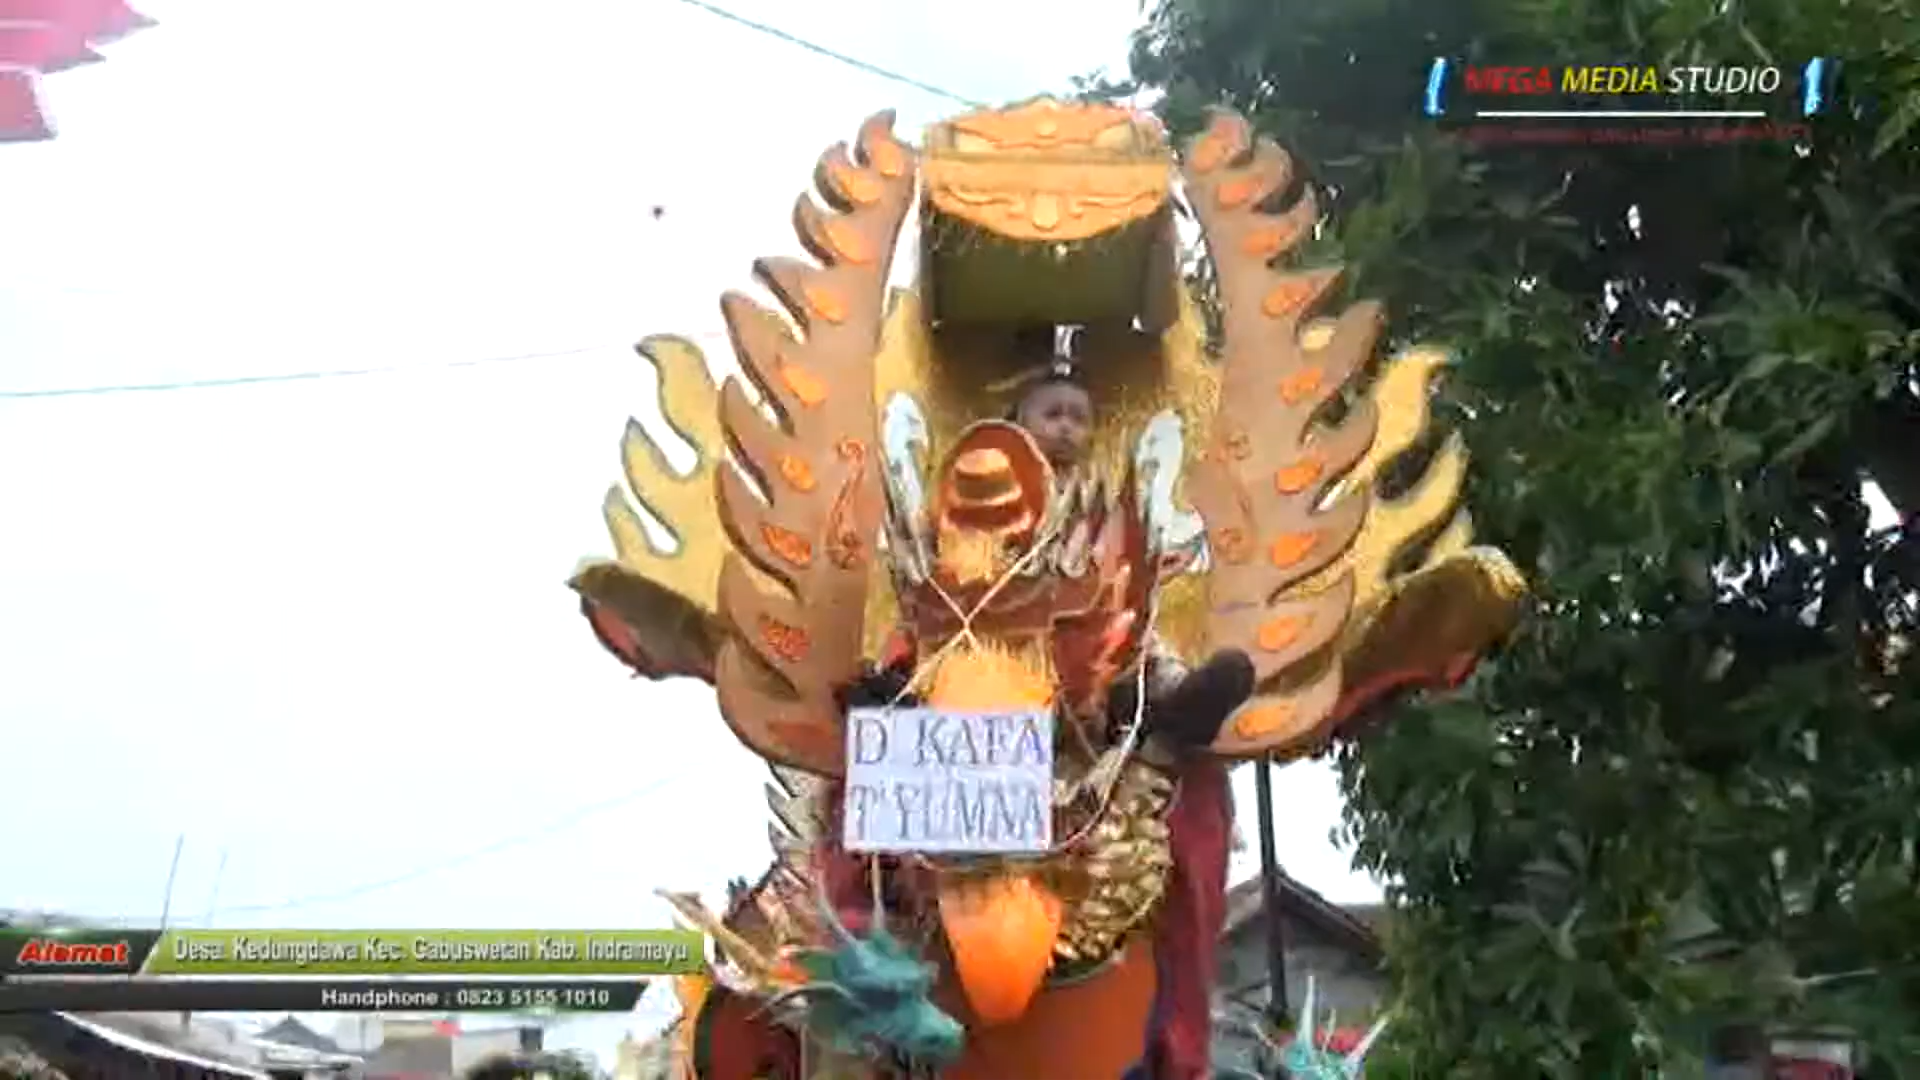 MEGA MEDIA STUDIO
D KAFA
T' YUMNA
Alamat
Desa. Kedungdawa Kec. Gabuswetan Kab. Indramayu
Handphone : 0823 5155 1010